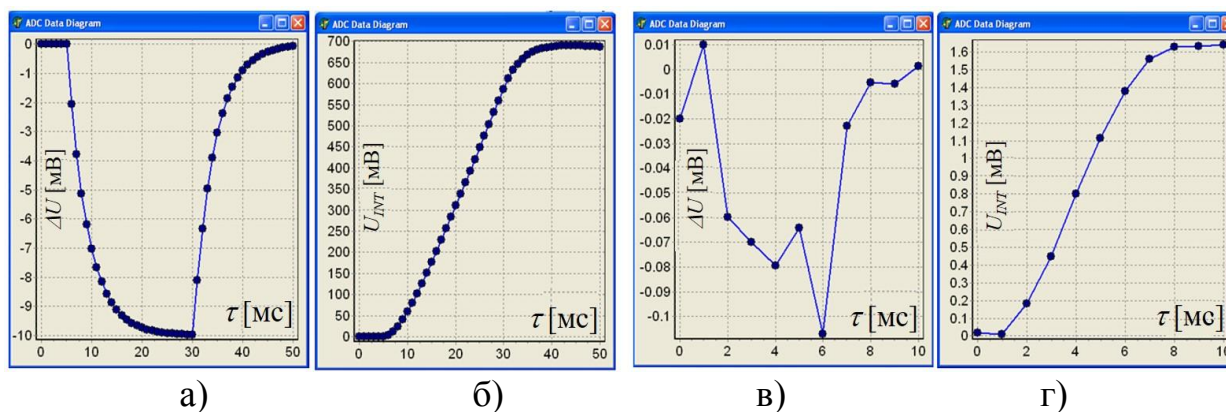 ADC Data Diagram
0
-1
-2
-3
-4
-5
-6
-7
-8
-9
-10
ΔU [мВ]
τ [мс]
0 10 20 30 40 50
а)
ADC Data Diagram
700
650
600
550
500
450
400
350
300
250
200
150
100
50
0
U_INT [мВ]
τ [мс]
0 10 20 30 40 50
б)
ADC Data Diagram
0.01
0
-0.01
-0.02
-0.03
-0.04
-0.05
-0.06
-0.07
-0.08
-0.09
-0.1
ΔU [мВ]
τ [мс]
0 2 4 6 8 10
в)
ADC Data Diagram
1.6
1.5
1.4
1.3
1.2
1.1
1
0.9
0.8
0.7
0.6
0.5
0.4
0.3
0.2
0.1
0
U_INT [мВ]
τ [мс]
0 2 4 6 8 10
г)